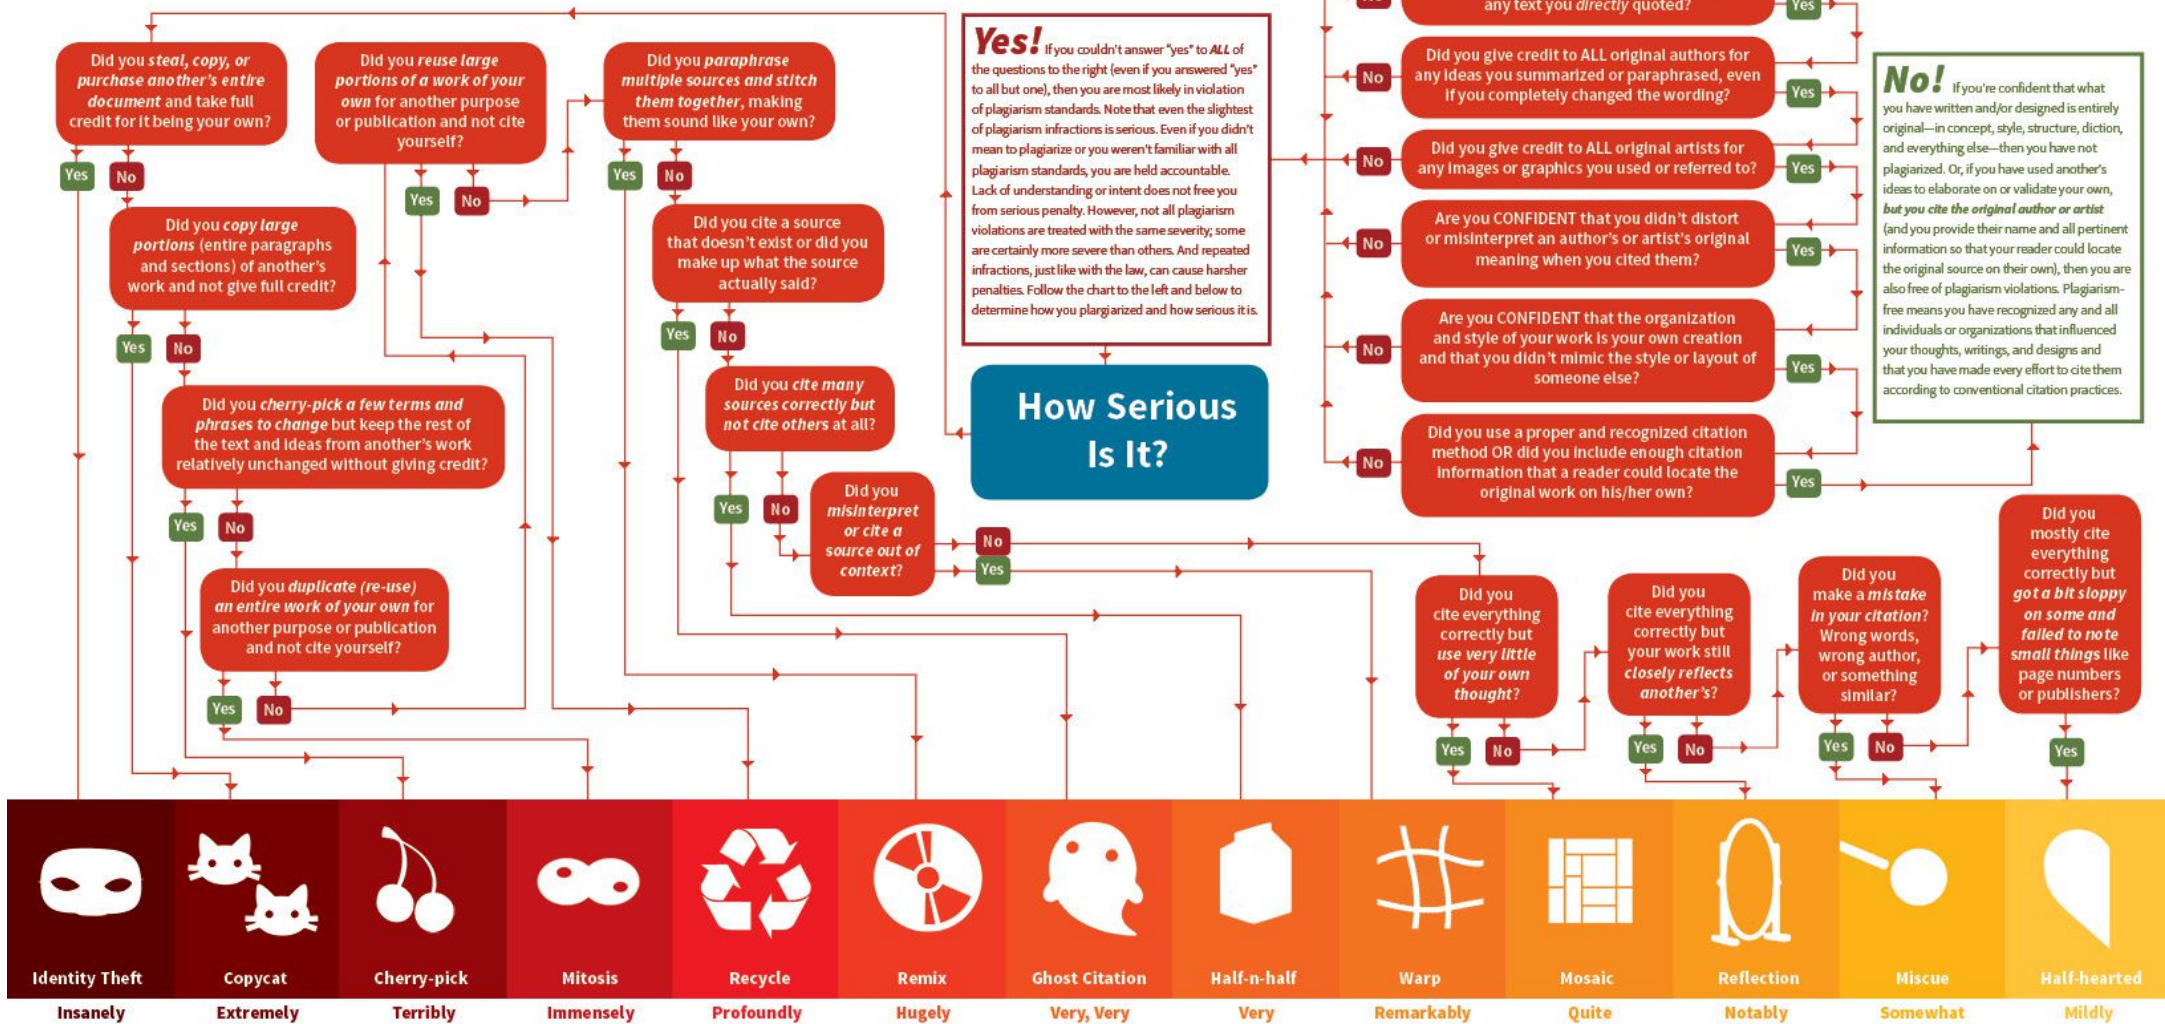 Did you steal, copy, or
purchase another's entire
document and take full
credit for it being your own?
Yes
No
Did you copy large
portions (entire paragraphs
and sections) of another's
work and not give full credit?
Yes
No
Did you cherry-pick a few terms and
phrases to change but keep the rest of
the text and ideas from another's work
relatively unchanged without giving credit?
Yes
No
Did you duplicate (re-use)
an entire work of your own for
another purpose or publication
and not cite yourself?
Yes
No
Did you reuse large
portions of a work of your
own for another purpose
or publication and not cite
yourself?
Yes
No
Did you paraphrase
multiple sources and stitch
them together, making
them sound like your own?
Yes
No
Did you cite a source
that doesn't exist or did you
make up what the source
actually said?
Yes
No
Did you cite many
sources correctly but
not cite others at all?
Yes
No
Did you
misinterpret
or cite a
source out of
context?
No
Yes
Yes! If you couldn't answer "yes" to ALL of
the questions to the right (even if you answered "yes"
to all but one), then you are most likely in violation
of plagiarism standards. Note that even the slightest
of plagiarism infractions is serious. Even if you didn't
mean to plagiarize or you weren't familiar with all
plagiarism standards, you are held accountable.
Lack of understanding or intent does not free you
from serious penalty. However, not all plagiarism
violations are treated with the same severity; some
are certainly more severe than others. And repeated
infractions, just like with the law, can cause harsher
penalties. Follow the chart to the left and below to
determine how you plargiarized and how serious it is.
How Serious
Is It?
No
any text you directly quoted?
Yes
Did you give credit to ALL original authors for
any ideas you summarized or paraphrased, even
if you completely changed the wording?
No
Yes
Did you give credit to ALL original artists for
any images or graphics you used or referred to?
No
Yes
Are you CONFIDENT that you didn't distort
or misinterpret an author's or artist's original
meaning when you cited them?
No
Yes
Are you CONFIDENT that the organization
and style of your work is your own creation
and that you didn't mimic the style or layout of
someone else?
No
Yes
Did you use a proper and recognized citation
method OR did you include enough citation
information that a reader could locate the
original work on his/her own?
No
Yes
No! If you're confident that what
you have written and/or designed is entirely
original—in concept, style, structure, diction,
and everything else—then you have not
plagiarized. Or, if you have used another's
ideas to elaborate on or validate your own,
but you cite the original author or artist
(and you provide their name and all pertinent
information so that your reader could locate
the original source on their own), then you are
also free of plagiarism violations. Plagiarism-
free means you have recognized any and all
individuals or organizations that influenced
your thoughts, writings, and designs and
that you have made every effort to cite them
according to conventional citation practices.
Did you
cite everything
correctly but
use very little
of your own
thought?
Yes
No
Did you
cite everything
correctly but
your work still
closely reflects
another's?
Yes
No
Did you
make a mistake
in your citation?
Wrong words,
wrong author,
or something
similar?
Yes
No
Did you
mostly cite
everything
correctly but
got a bit sloppy
on some and
failed to note
small things like
page numbers
or publishers?
Yes
Identity Theft
Copycat
Cherry-pick
Mitosis
Recycle
Remix
Ghost Citation
Half-n-half
Warp
Mosaic
Reflection
Miscue
Half-hearted
Insanely
Extremely
Terribly
Immensely
Profoundly
Hugely
Very, Very
Very
Remarkably
Quite
Notably
Somewhat
Mildly